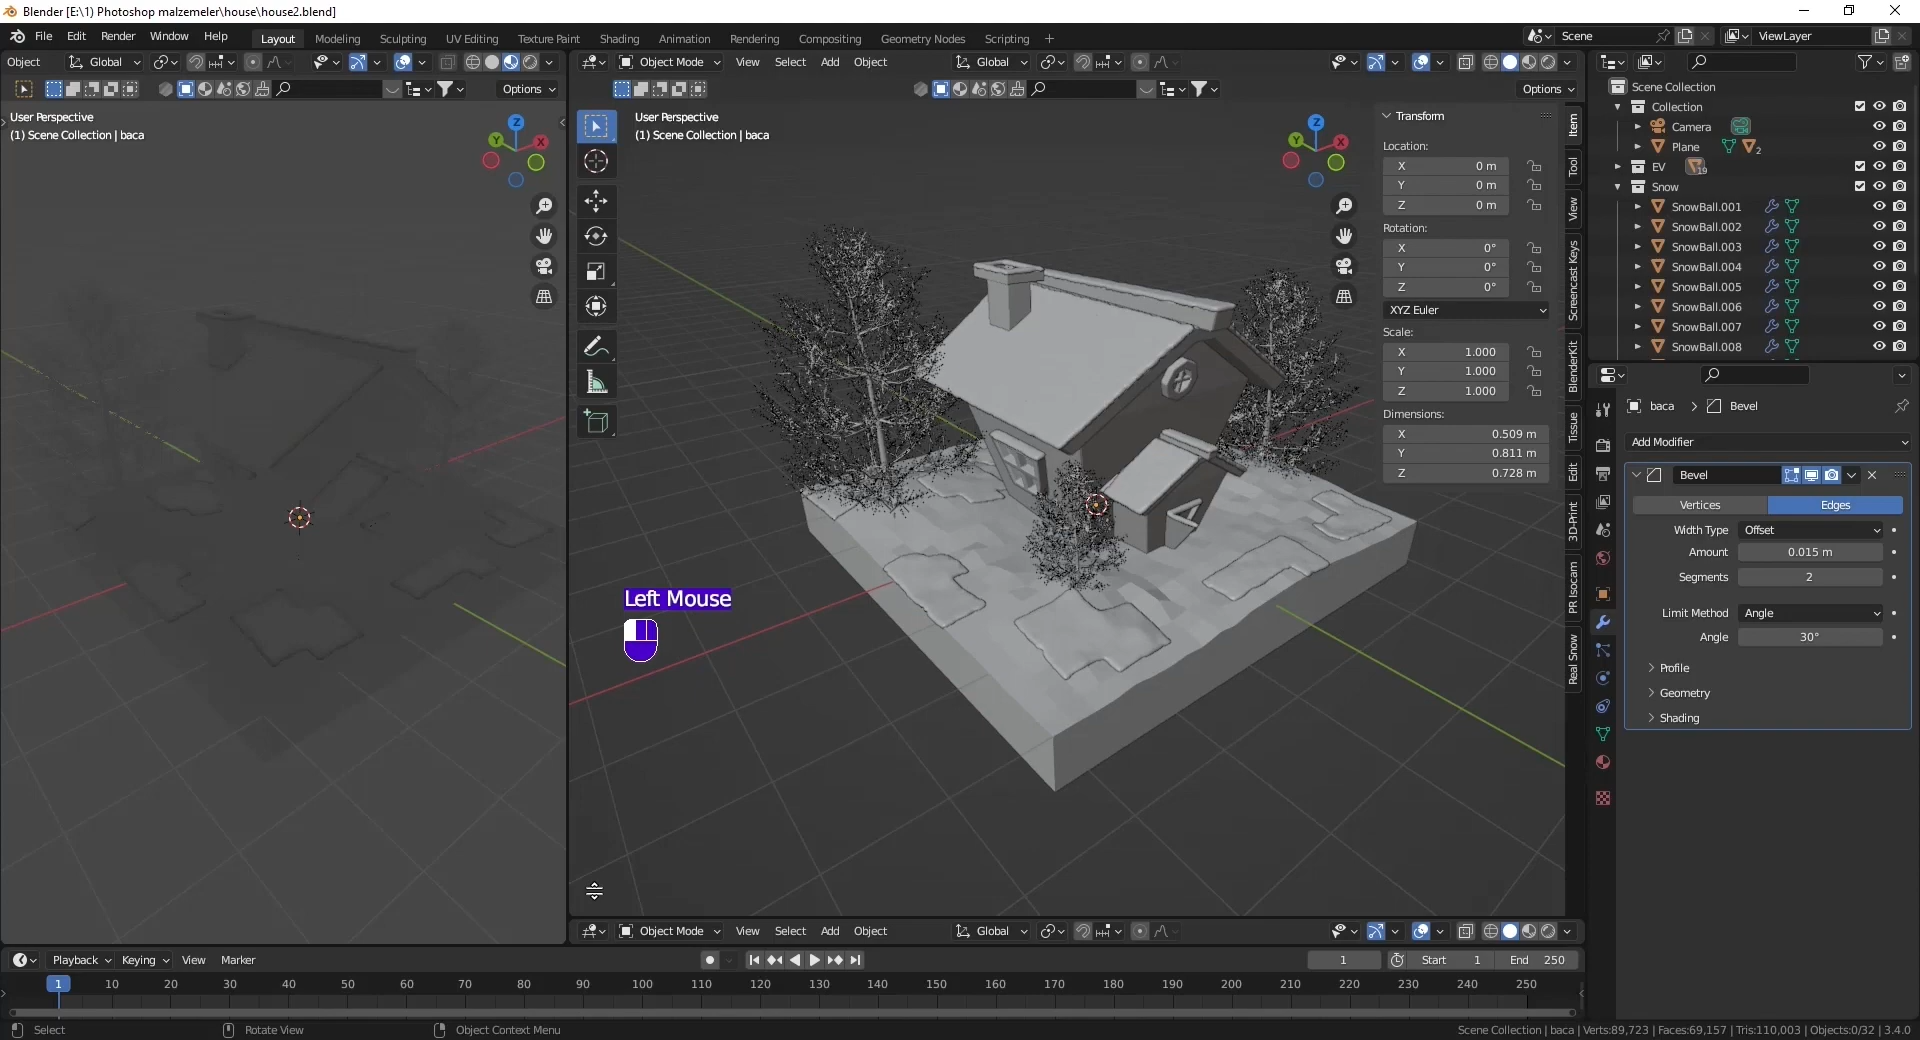 Blender [E:\1) Photoshop malzemeler\house\house2.blend]
File Edit Render Window Help
Layout Modeling Sculpting UV Editing Texture Paint Shading Animation Rendering Compositing Geometry Nodes Scripting +
Scene
ViewLayer
Object
Global
Options
User Perspective
(1) Scene Collection | baca
Z
X
Y
Object Mode View Select Add Object
Global
Options
User Perspective
(1) Scene Collection | baca
Z
X
Y
Transform
Location:
X 0 m
Y 0 m
Z 0 m
Rotation:
X 0°
Y 0°
Z 0°
XYZ Euler
Scale:
X 1.000
Y 1.000
Z 1.000
Dimensions:
X 0.509 m
Y 0.811 m
Z 0.728 m
Item
Tool
View
Screencast Keys
BlenderKit
Tissue
Edit
3D-Print
PR Isocam
Real Snow
Left Mouse
Object Mode View Select Add Object
Global
Scene Collection
Collection
Camera
Plane 2
EV 19
Snow
SnowBall.001
SnowBall.002
SnowBall.003
SnowBall.004
SnowBall.005
SnowBall.006
SnowBall.007
SnowBall.008
baca > Bevel
Add Modifier
Bevel
Vertices Edges
Width Type Offset
Amount 0.015 m
Segments 2
Limit Method Angle
Angle 30°
Profile
Geometry
Shading
Playback Keying View Marker
1 Start 1 End 250
1 10 20 30 40 50 60 70 80 90 100 110 120 130 140 150 160 170 180 190 200 210 220 230 240 250
Select Rotate View Object Context Menu
Scene Collection | baca | Verts:89,723 | Faces:69,157 | Tris:110,003 | Objects:0/32 | 3.4.0